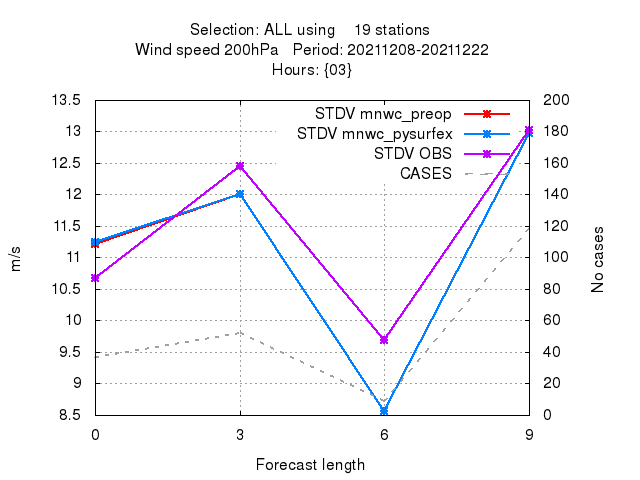 Selection: ALL using 19 stations
Wind speed 200hPa Period: 20211208-20211222
Hours: {03}
13.5
13
12.5
12
11.5
11
10.5
10
9.5
9
8.5
m/s
STDV mnwc_preop
STDV mnwc_pysurfex
STDV OBS
CASES
200
180
160
140
120
100
80
60
40
20
0
No cases
0 3 6 9
Forecast length